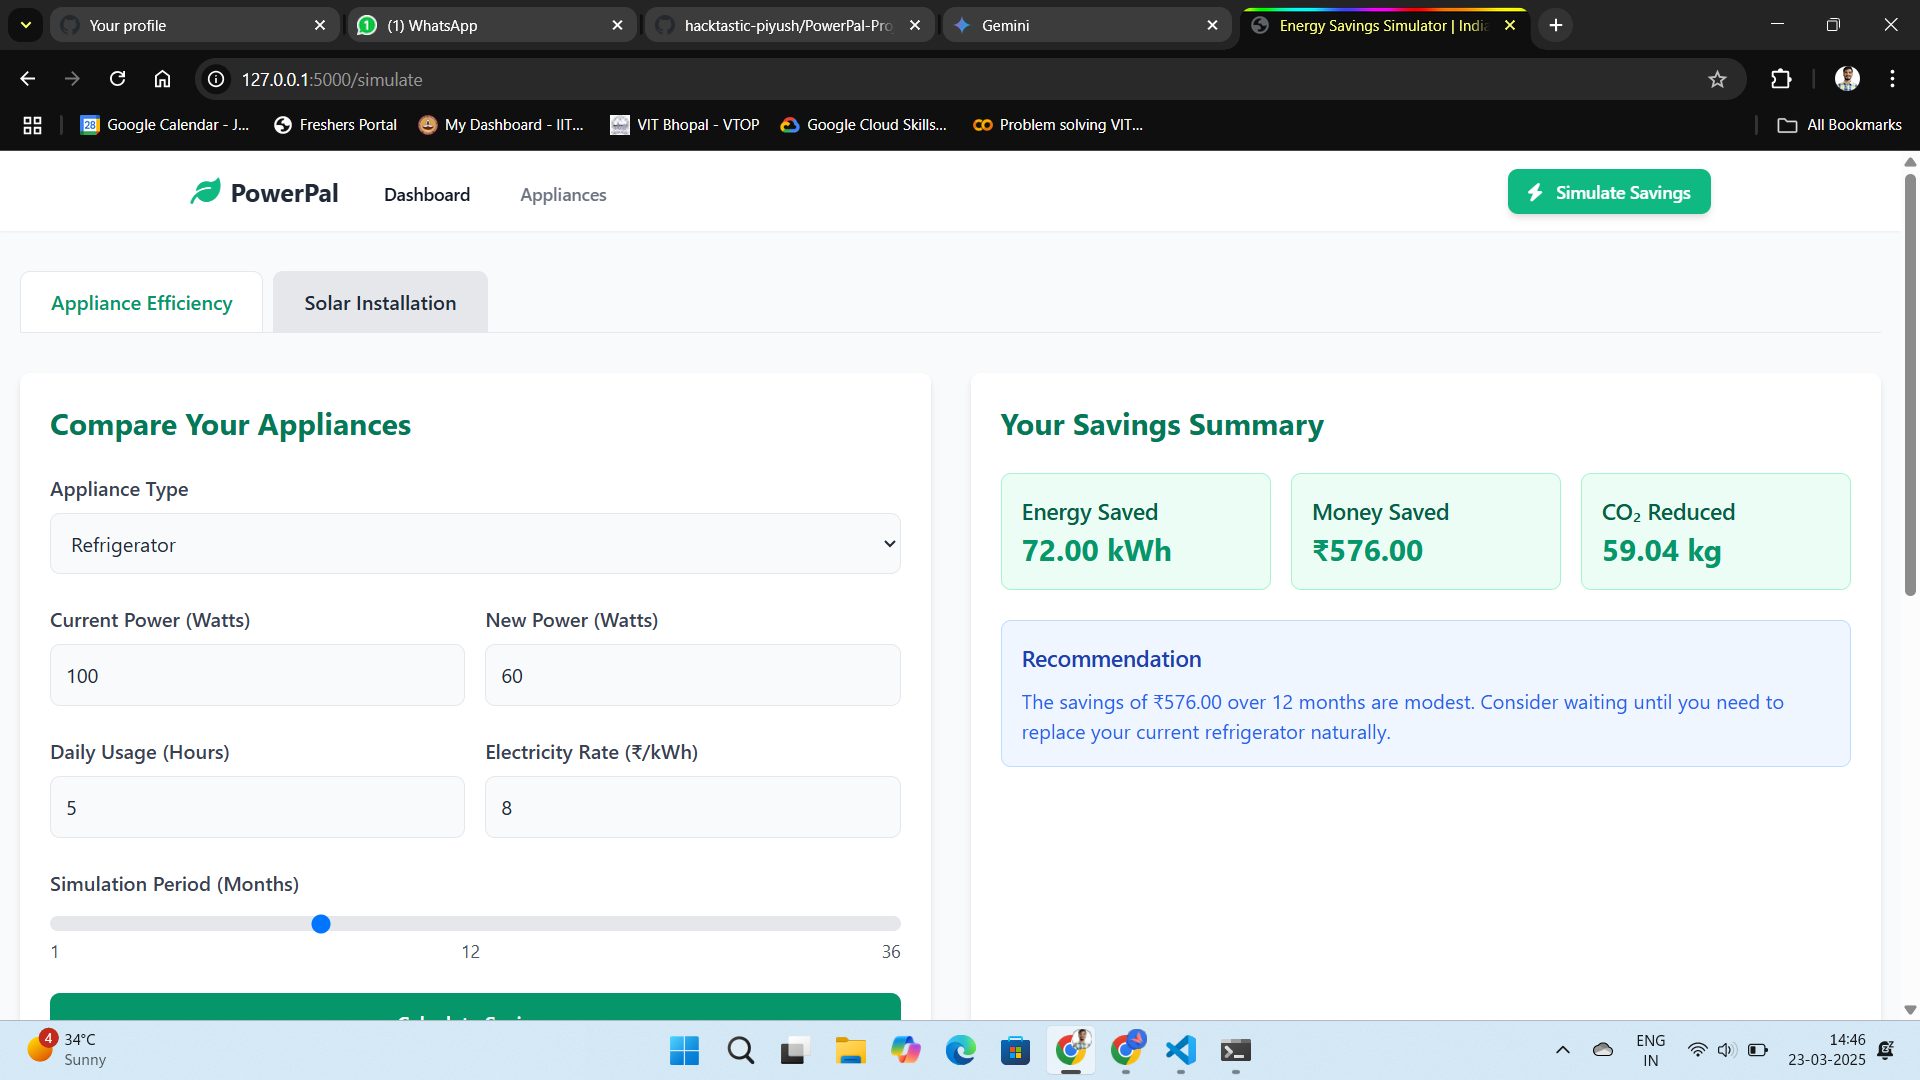 Your profile
(1) WhatsApp
hacktastic-piyush/PowerPal-Pro
Gemini
Energy Savings Simulator | India
127.0.0.1:5000/simulate
28 Google Calendar - J...
Freshers Portal
My Dashboard - IIT...
VIT Bhopal - VTOP
Google Cloud Skills...
Problem solving VIT...
All Bookmarks
PowerPal
Dashboard
Appliances
Simulate Savings
Appliance Efficiency
Solar Installation
Compare Your Appliances
Appliance Type
Refrigerator
Current Power (Watts)
New Power (Watts)
100
60
Daily Usage (Hours)
Electricity Rate (₹/kWh)
5
8
Simulation Period (Months)
1
12
36
Your Savings Summary
Energy Saved
72.00 kWh
Money Saved
₹576.00
CO₂ Reduced
59.04 kg
Recommendation
The savings of ₹576.00 over 12 months are modest. Consider waiting until you need to
replace your current refrigerator naturally.
4
34°C
Sunny
ENG
IN
14:46
23-03-2025